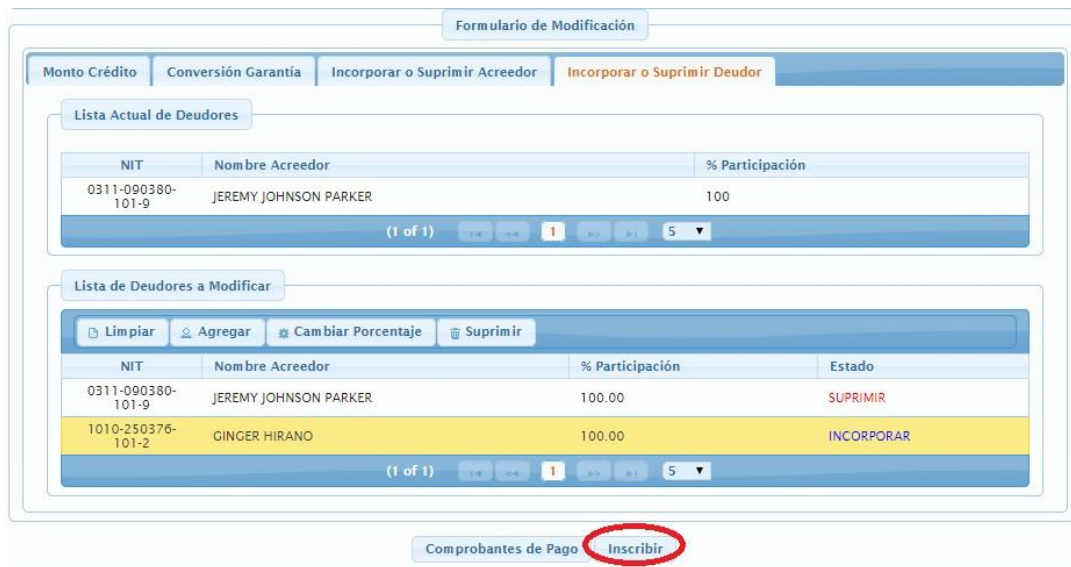 Formulario de Modificación
Monto Crédito Conversión Garantía Incorporar o Suprimir Acreedor Incorporar o Suprimir Deudor
Lista Actual de Deudores
NIT Nombre Acreedor % Participación
0311-090380-
101-9 JEREMY JOHNSON PARKER 100
(1 of 1) 1 5
Lista de Deudores a Modificar
Limpiar Agregar Cambiar Porcentaje Suprimir
NIT Nombre Acreedor % Participación Estado
0311-090380-
101-9 JEREMY JOHNSON PARKER 100.00 SUPRIMIR
1010-250376-
101-2 GINGER HIRANO 100.00 INCORPORAR
(1 of 1) 1 5
Comprobantes de Pago Inscribir